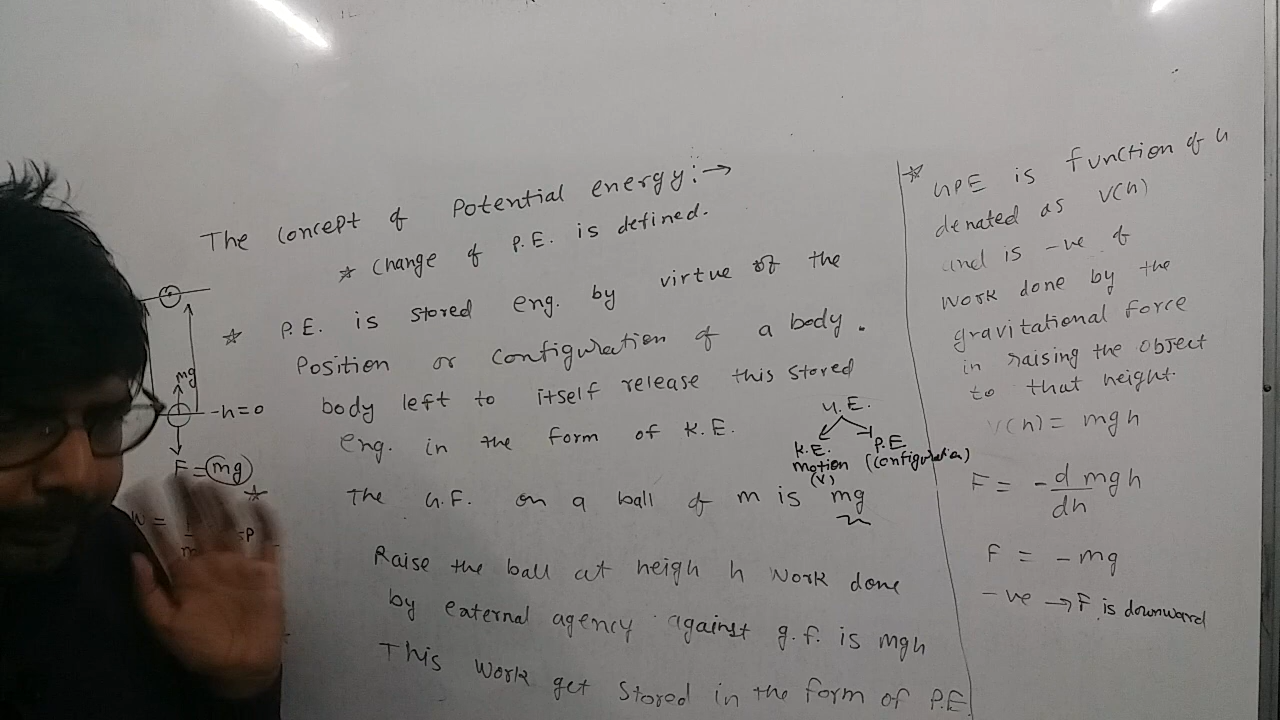 The concept of Potential energy:→
☆ change of P.E. is defined.
☆ P.E. is stored eng. by virtue of the
Position or configuration of a body.
body left to itself release this stored
eng. in the form of K.E.
M.E.
K.E. P.E
motion (configuration)
(v)
☆ The G.F. on a ball of m is mg
Raise the ball at heigh h work done
by external agency against g.f. is mgh
This work get stored in the form of P.E.
mg
-h=0
F = mg
W =
☆ GPE is function of h
denated as V(h)
and is -ve of
work done by the
gravitational force
in raising the object
to that height.
V(h) = mgh
F = - d/dh mgh
F = - mg
-ve → F is downward